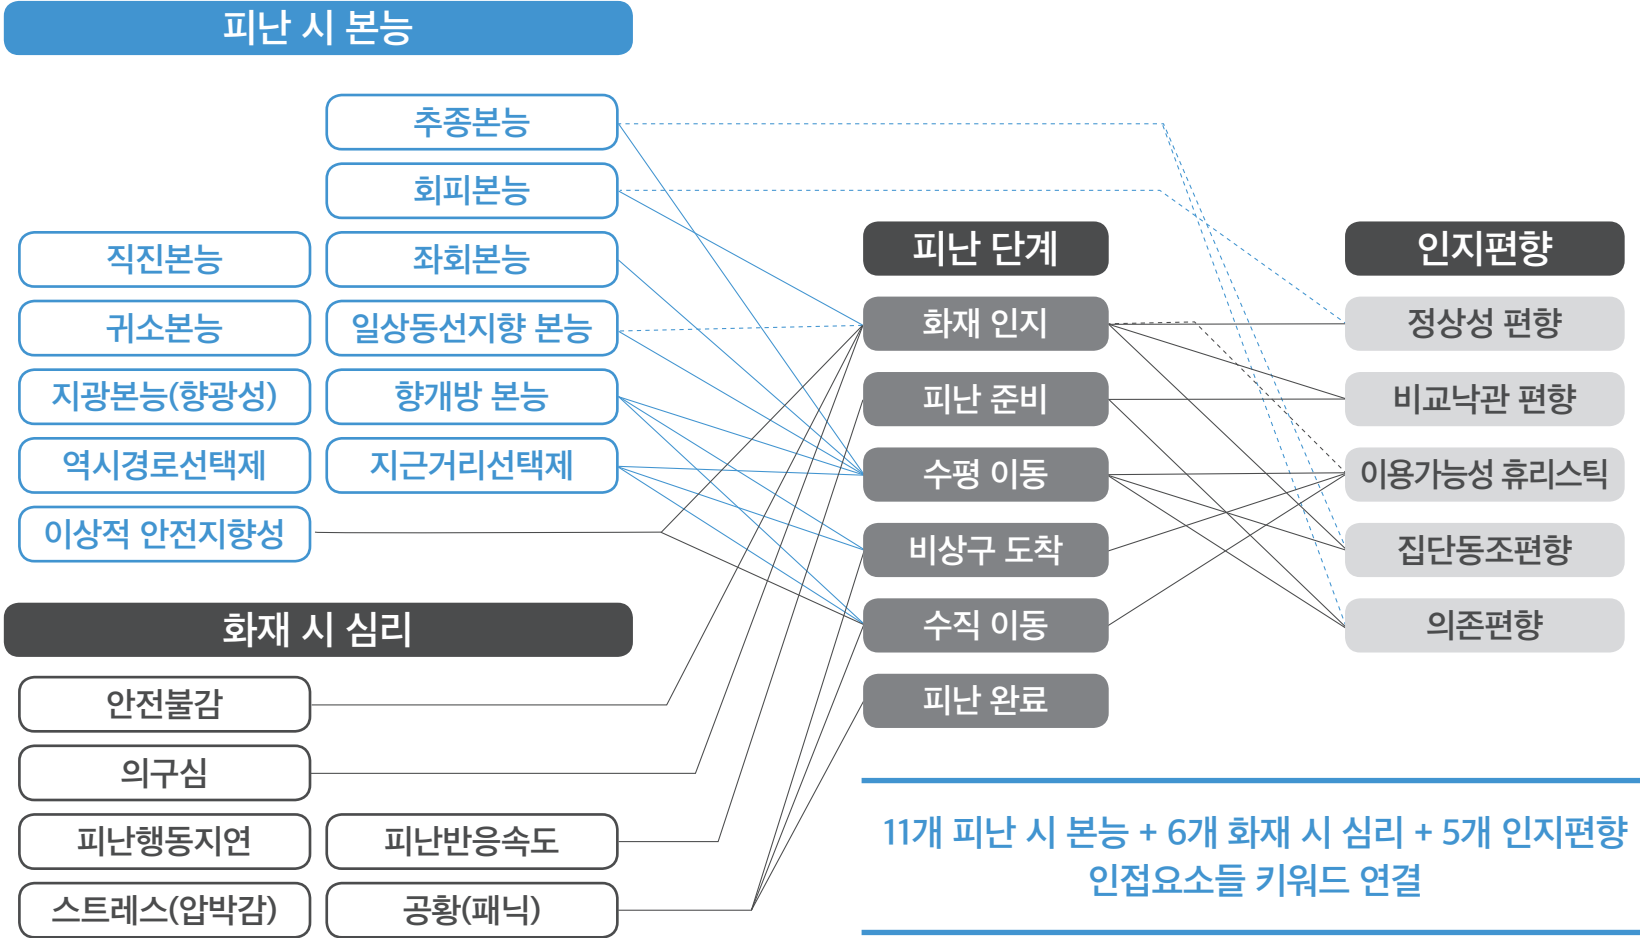 피난 시 본능
추종본능
회피본능
직진본능
좌회본능
귀소본능
일상동선지향 본능
지광본능(향광성)
향개방 본능
역시경로선택제
지근거리선택제
이상적 안전지향성
화재 시 심리
안전불감
의구심
피난행동지연
피난반응속도
스트레스(압박감)
공황(패닉)
피난 단계
화재 인지
피난 준비
수평 이동
비상구 도착
수직 이동
피난 완료
인지편향
정상성 편향
비교낙관 편향
이용가능성 휴리스틱
집단동조편향
의존편향
11개 피난 시 본능 + 6개 화재 시 심리 + 5개 인지편향
인접요소들 키워드 연결